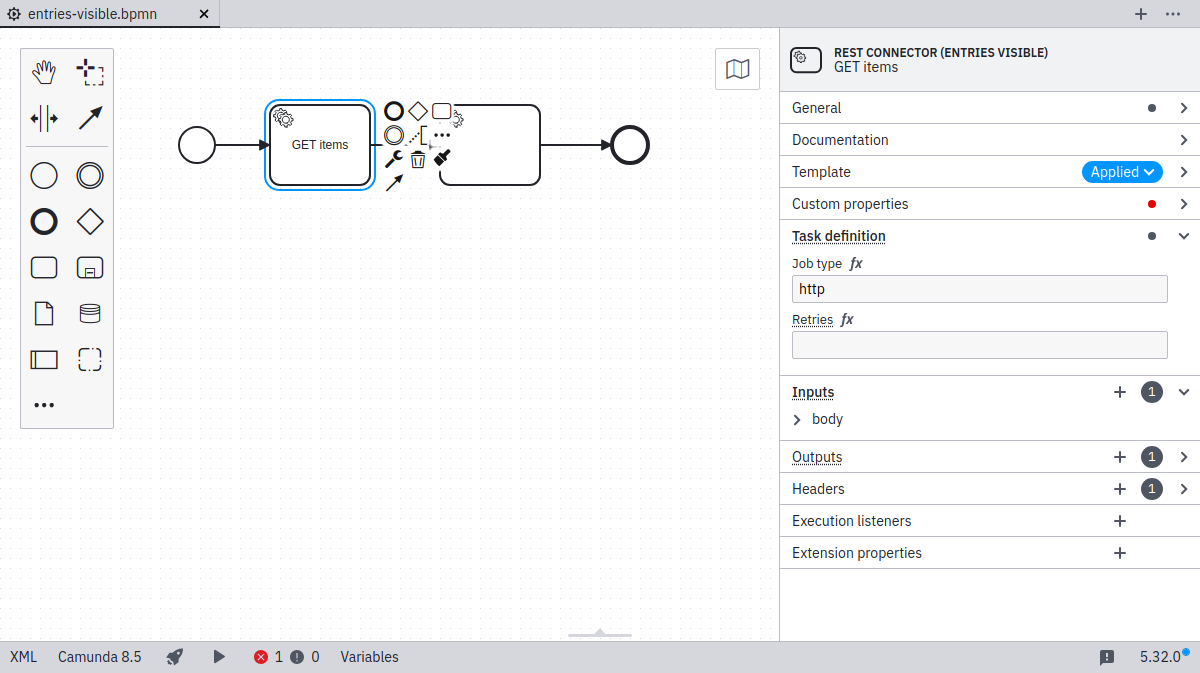 entries-visible.bpmn
REST CONNECTOR (ENTRIES VISIBLE)
GET items
GET items
General
Documentation
Template Applied
Custom properties
Task definition
Job type fx
http
Retries fx
Inputs 1
body
Outputs 1
Headers 1
Execution listeners
Extension properties
XML Camunda 8.5 1 0 Variables 5.32.0